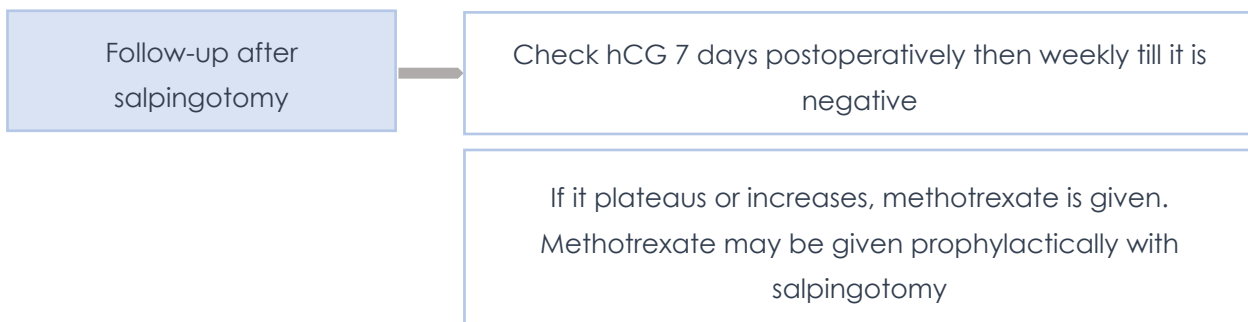 Follow-up after
salpingotomy
Check hCG 7 days postoperatively then weekly till it is
negative
If it plateaus or increases, methotrexate is given.
Methotrexate may be given prophylactically with
salpingotomy